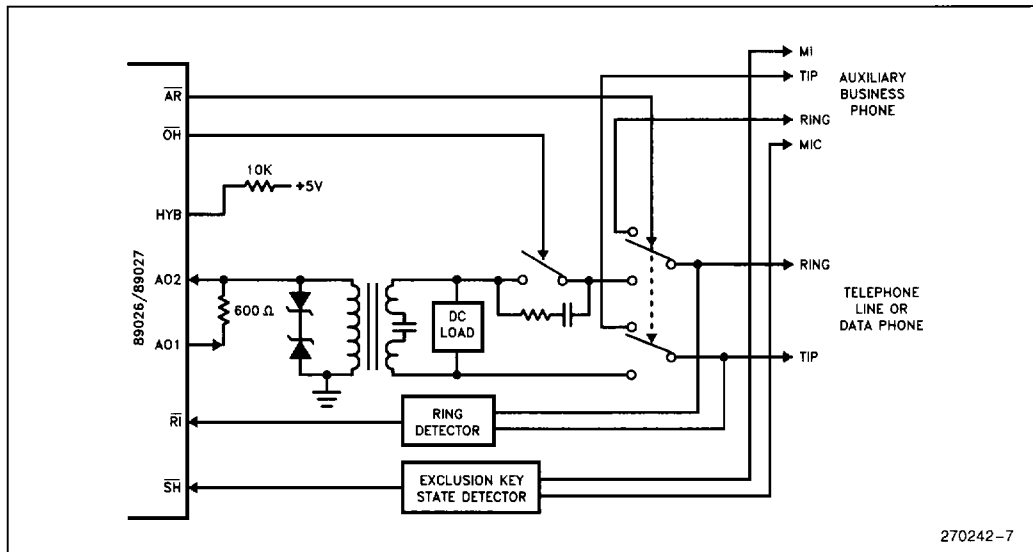 MI
TIP
AUXILIARY
BUSINESS
PHONE
RING
MIC
AR
OH
10K
+5V
HYB
89026/89027
AO2
600 Ω
AO1
DC
LOAD
RING
TELEPHONE
LINE OR
DATA PHONE
TIP
RI
RING
DETECTOR
SH
EXCLUSION KEY
STATE DETECTOR
270242-7